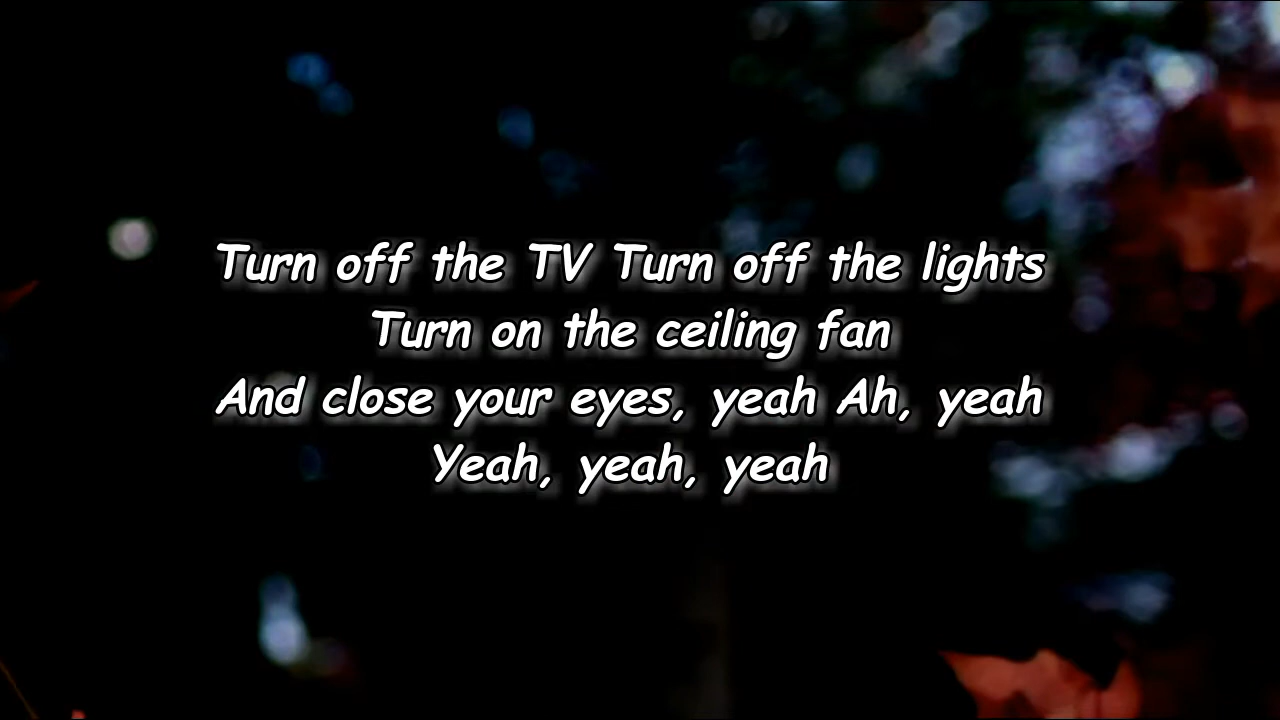 Turn off the TV Turn off the lights
Turn on the ceiling fan
And close your eyes, yeah Ah, yeah
Yeah, yeah, yeah